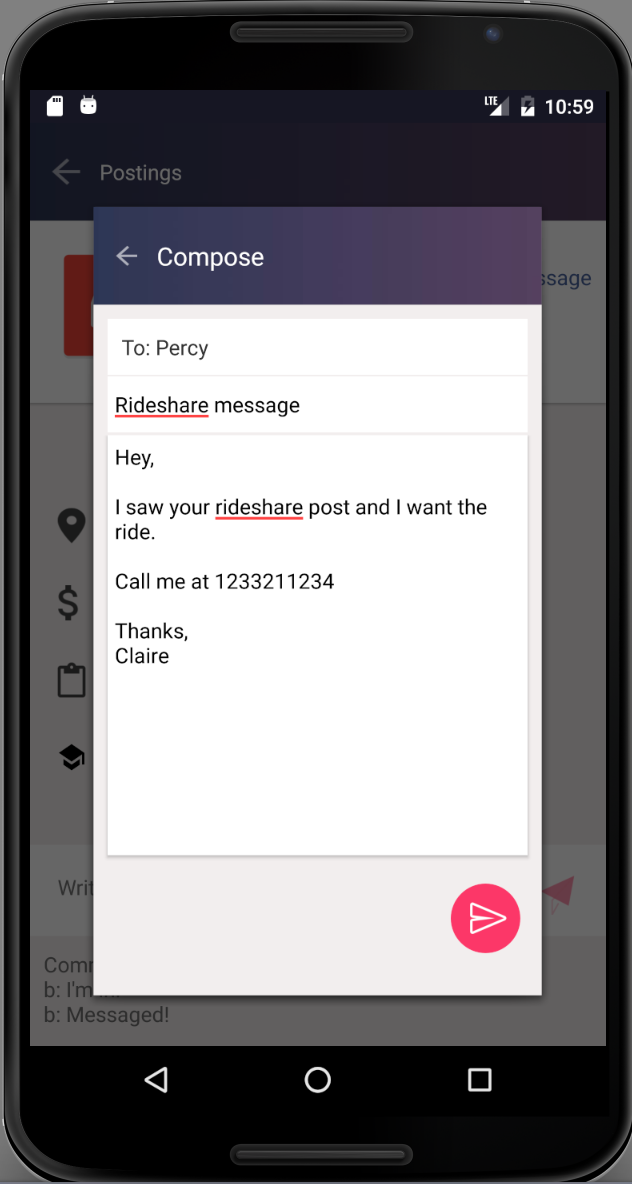 LTE 10:59
Postings
Compose
ssage
To: Percy
Rideshare message
Hey,
I saw your rideshare post and I want the
ride.
Call me at 1233211234
Thanks,
Claire
Writ
Comm
b: I'm in!
b: Messaged!